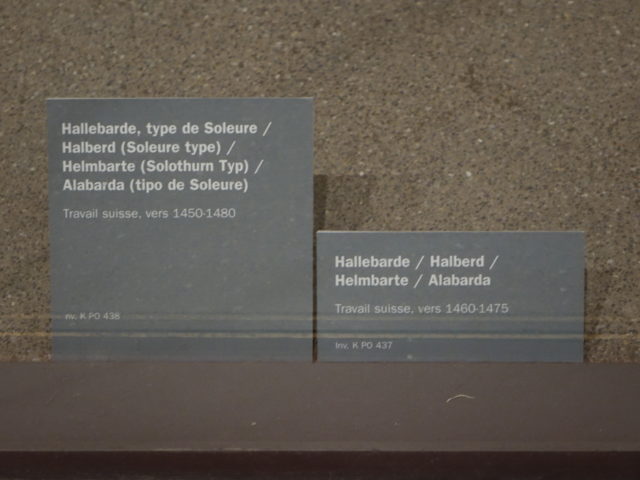 Hallebarde, type de Soleure /
Halberd (Soleure type) /
Helmbarte (Solothurn Typ) /
Alabarda (tipo de Soleure)
Travail suisse, vers 1450-1480
nv. K PO 438
Hallebarde / Halberd /
Helmbarte / Alabarda
Travail suisse, vers 1460-1475
Inv. K PO 437